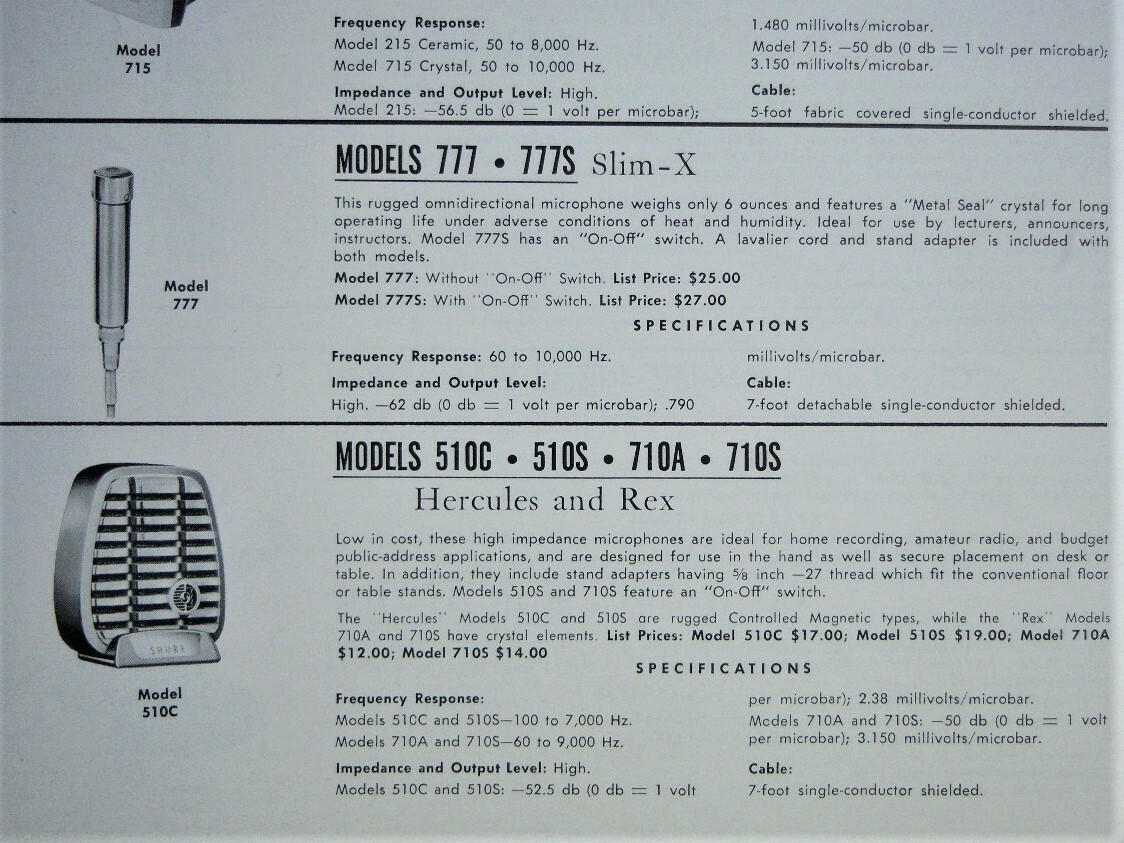 Model
715
Frequency Response:
Model 215 Ceramic, 50 to 8,000 Hz.
Model 715 Crystal, 50 to 10,000 Hz.
Impedance and Output Level: High.
Model 215: —56.5 db (0 = 1 volt per microbar);
1.480 millivolts/microbar.
Model 715: —50 db (0 db = 1 volt per microbar);
3.150 millivolts/microbar.
Cable:
5-foot fabric covered single-conductor shielded.
MODELS 777 • 777S Slim-X
Model
777
This rugged omnidirectional microphone weighs only 6 ounces and features a "Metal Seal" crystal for long
operating life under adverse conditions of heat and humidity. Ideal for use by lecturers, announcers,
instructors. Model 777S has an "On-Off" switch. A lavalier cord and stand adapter is included with
both models.
Model 777: Without "On-Off" Switch. List Price: $25.00
Model 777S: With "On-Off" Switch. List Price: $27.00
SPECIFICATIONS
Frequency Response: 60 to 10,000 Hz.
Impedance and Output Level:
High. —62 db (0 db = 1 volt per microbar); .790
millivolts/microbar.
Cable:
7-foot detachable single-conductor shielded.
MODELS 510C • 510S • 710A • 710S
Hercules and Rex
SHURE
Model
510C
Low in cost, these high impedance microphones are ideal for home recording, amateur radio, and budget
public-address applications, and are designed for use in the hand as well as secure placement on desk or
table. In addition, they include stand adapters having ⅝ inch —27 thread which fit the conventional floor
or table stands. Models 510S and 710S feature an "On-Off" switch.
The "Hercules" Models 510C and 510S are rugged Controlled Magnetic types, while the "Rex" Models
710A and 710S have crystal elements. List Prices: Model 510C $17.00; Model 510S $19.00; Model 710A
$12.00; Model 710S $14.00
SPECIFICATIONS
Frequency Response:
Models 510C and 510S—100 to 7,000 Hz.
Models 710A and 710S—60 to 9,000 Hz.
Impedance and Output Level: High.
Models 510C and 510S: —52.5 db (0 db = 1 volt
per microbar); 2.38 millivolts/microbar.
Models 710A and 710S: —50 db (0 db = 1 volt
per microbar); 3.150 millivolts/microbar.
Cable:
7-foot single-conductor shielded.